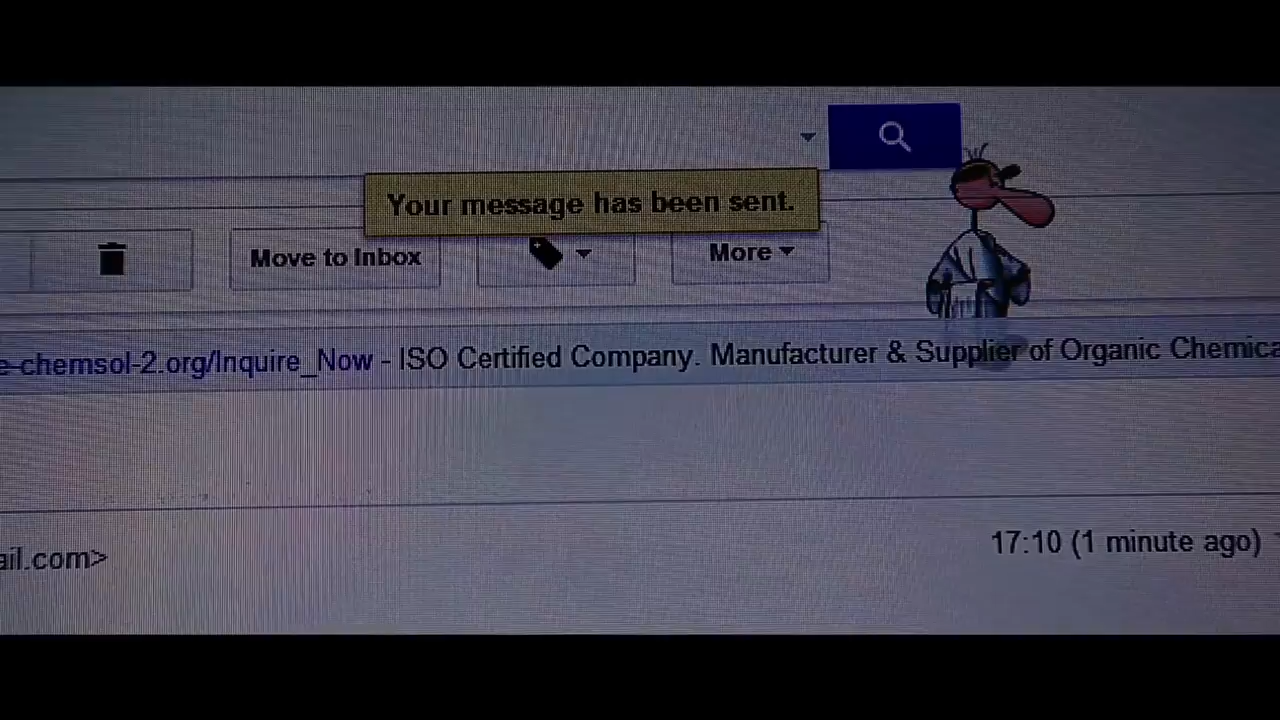 Your message has been sent.
Move to Inbox
More
e-chemsol-2.org/Inquire_Now - ISO Certified Company. Manufacturer & Supplier of Organic Chemica
ail.com>
17:10 (1 minute ago)